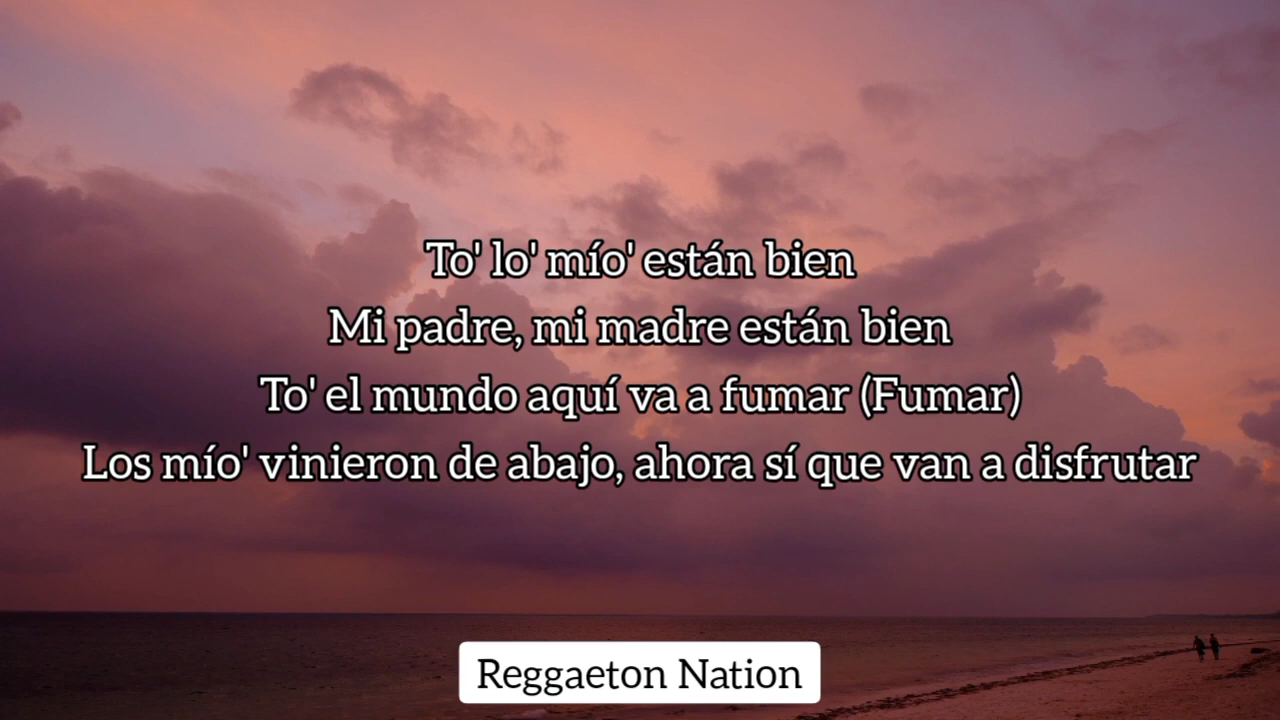 To' lo' mío' están bien
Mi padre, mi madre están bien
To' el mundo aquí va a fumar (Fumar)
Los mío' vinieron de abajo, ahora sí que van a disfrutar
Reggaeton Nation